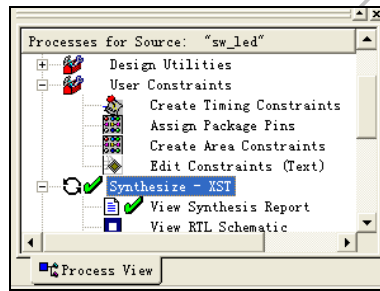 Processes for Source: "sw_led"
Design Utilities
User Constraints
Create Timing Constraints
Assign Package Pins
Create Area Constraints
Edit Constraints (Text)
Synthesize - XST
View Synthesis Report
View RTL Schematic
Process View